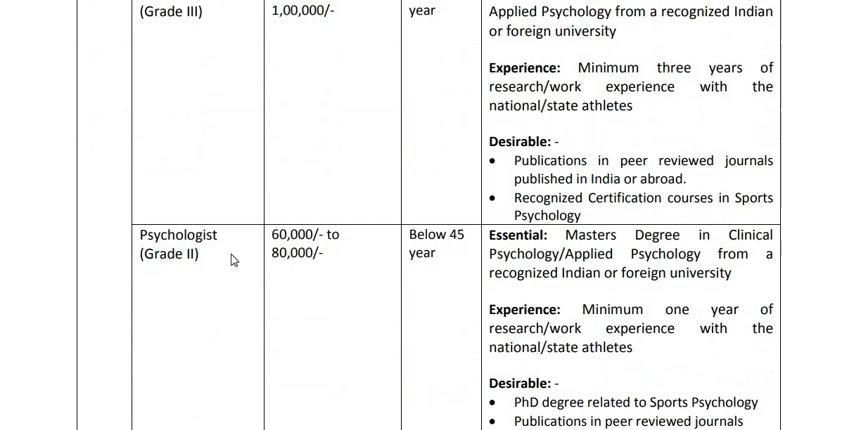 (Grade III)
1,00,000/-
year
Applied Psychology from a recognized Indian
or foreign university
Experience: Minimum three years of
research/work experience with the
national/state athletes
Desirable: -
• Publications in peer reviewed journals
published in India or abroad.
• Recognized Certification courses in Sports
Psychology
Psychologist
(Grade II)
60,000/- to
80,000/-
Below 45
year
Essential: Masters Degree in Clinical
Psychology/Applied Psychology from a
recognized Indian or foreign university
Experience: Minimum one year of
research/work experience with the
national/state athletes
Desirable: -
• PhD degree related to Sports Psychology
• Publications in peer reviewed journals